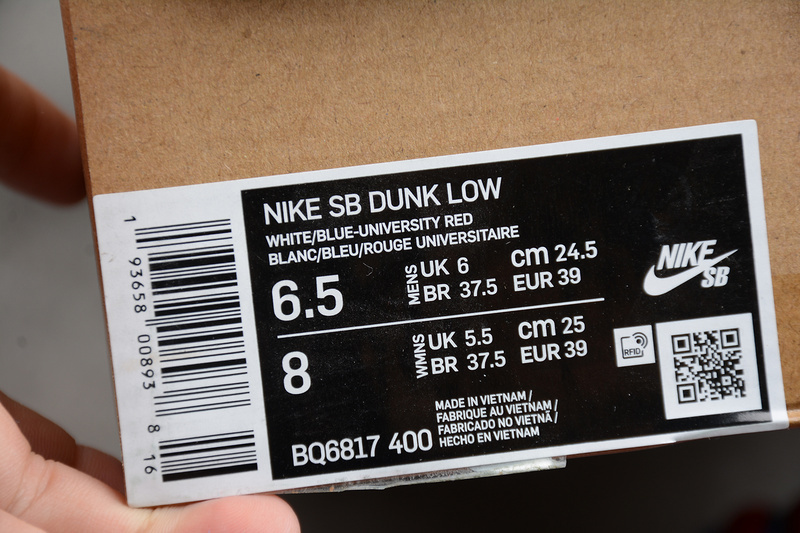 NIKE SB DUNK LOW
WHITE/BLUE-UNIVERSITY RED
BLANC/BLEU/ROUGE UNIVERSITAIRE
6.5
MENS
UK 6
cm 24.5
BR 37.5
EUR 39
8
WMNS
UK 5.5
cm 25
BR 37.5
EUR 39
BQ6817 400
MADE IN VIETNAM /
FABRIQUE AU VIETNAM /
FABRICADO NO VIETNÃ /
HECHO EN VIETNAM
NIKE
SB
RFID
1 93658 00893 8 16